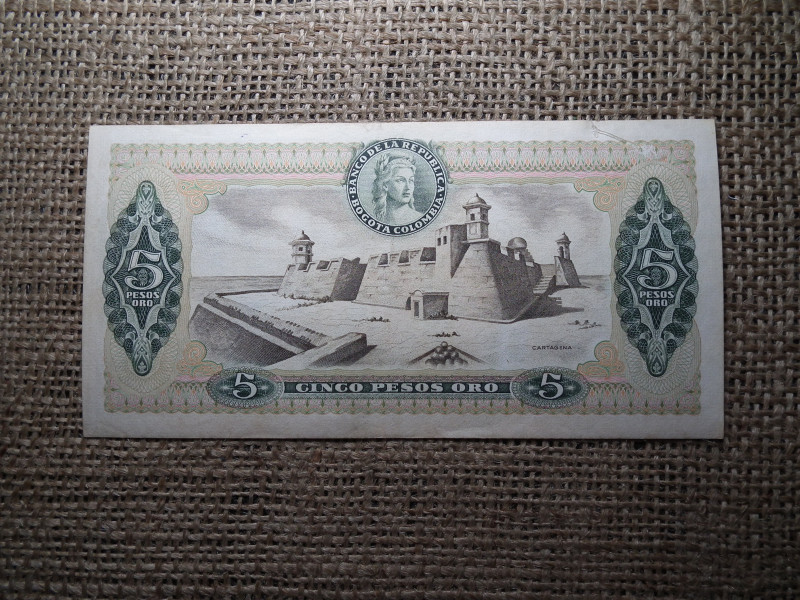 BANCO DE LA REPUBLICA
BOGOTA COLOMBIA
5
PESOS
ORO
5
PESOS
ORO
CARTAGENA
5
CINCO PESOS ORO
5